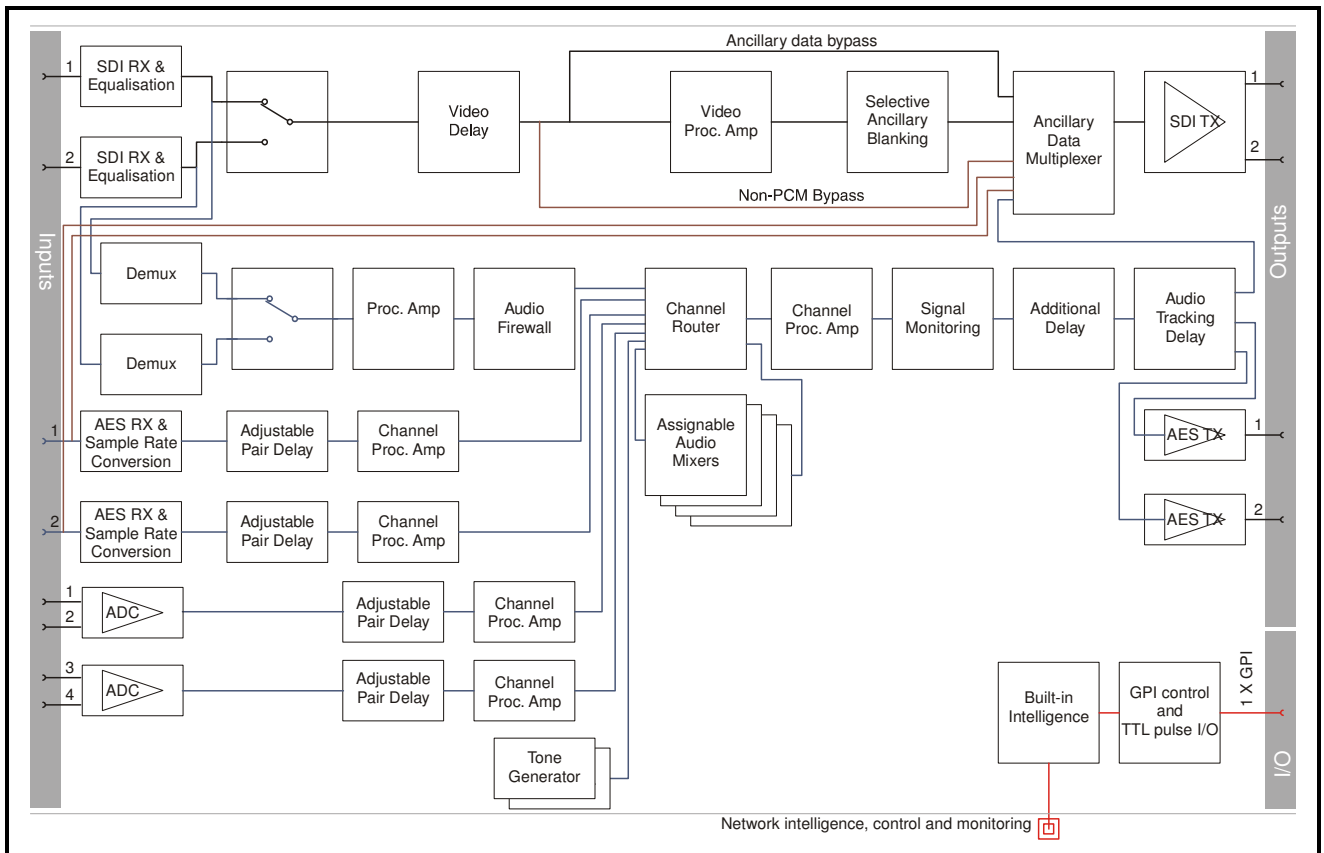 Ancillary data bypass
1
SDI RX &
Equalisation
Video
Delay
Video
Proc. Amp
Selective
Ancillary
Blanking
Ancillary
Data
Multiplexer
SDI TX
1
2
2
SDI RX &
Equalisation
Non-PCM Bypass
Inputs
Outputs
Demux
Demux
Proc. Amp
Audio
Firewall
Channel
Router
Channel
Proc. Amp
Signal
Monitoring
Additional
Delay
Audio
Tracking
Delay
1
AES RX &
Sample Rate
Conversion
Adjustable
Pair Delay
Channel
Proc. Amp
Assignable
Audio
Mixers
AES TX
1
2
AES RX &
Sample Rate
Conversion
Adjustable
Pair Delay
Channel
Proc. Amp
AES TX
2
1
2
ADC
Adjustable
Pair Delay
Channel
Proc. Amp
3
4
ADC
Adjustable
Pair Delay
Channel
Proc. Amp
Tone
Generator
Built-in
Intelligence
GPI control
and
TTL pulse I/O
1 X GPI
I/O
Network intelligence, control and monitoring